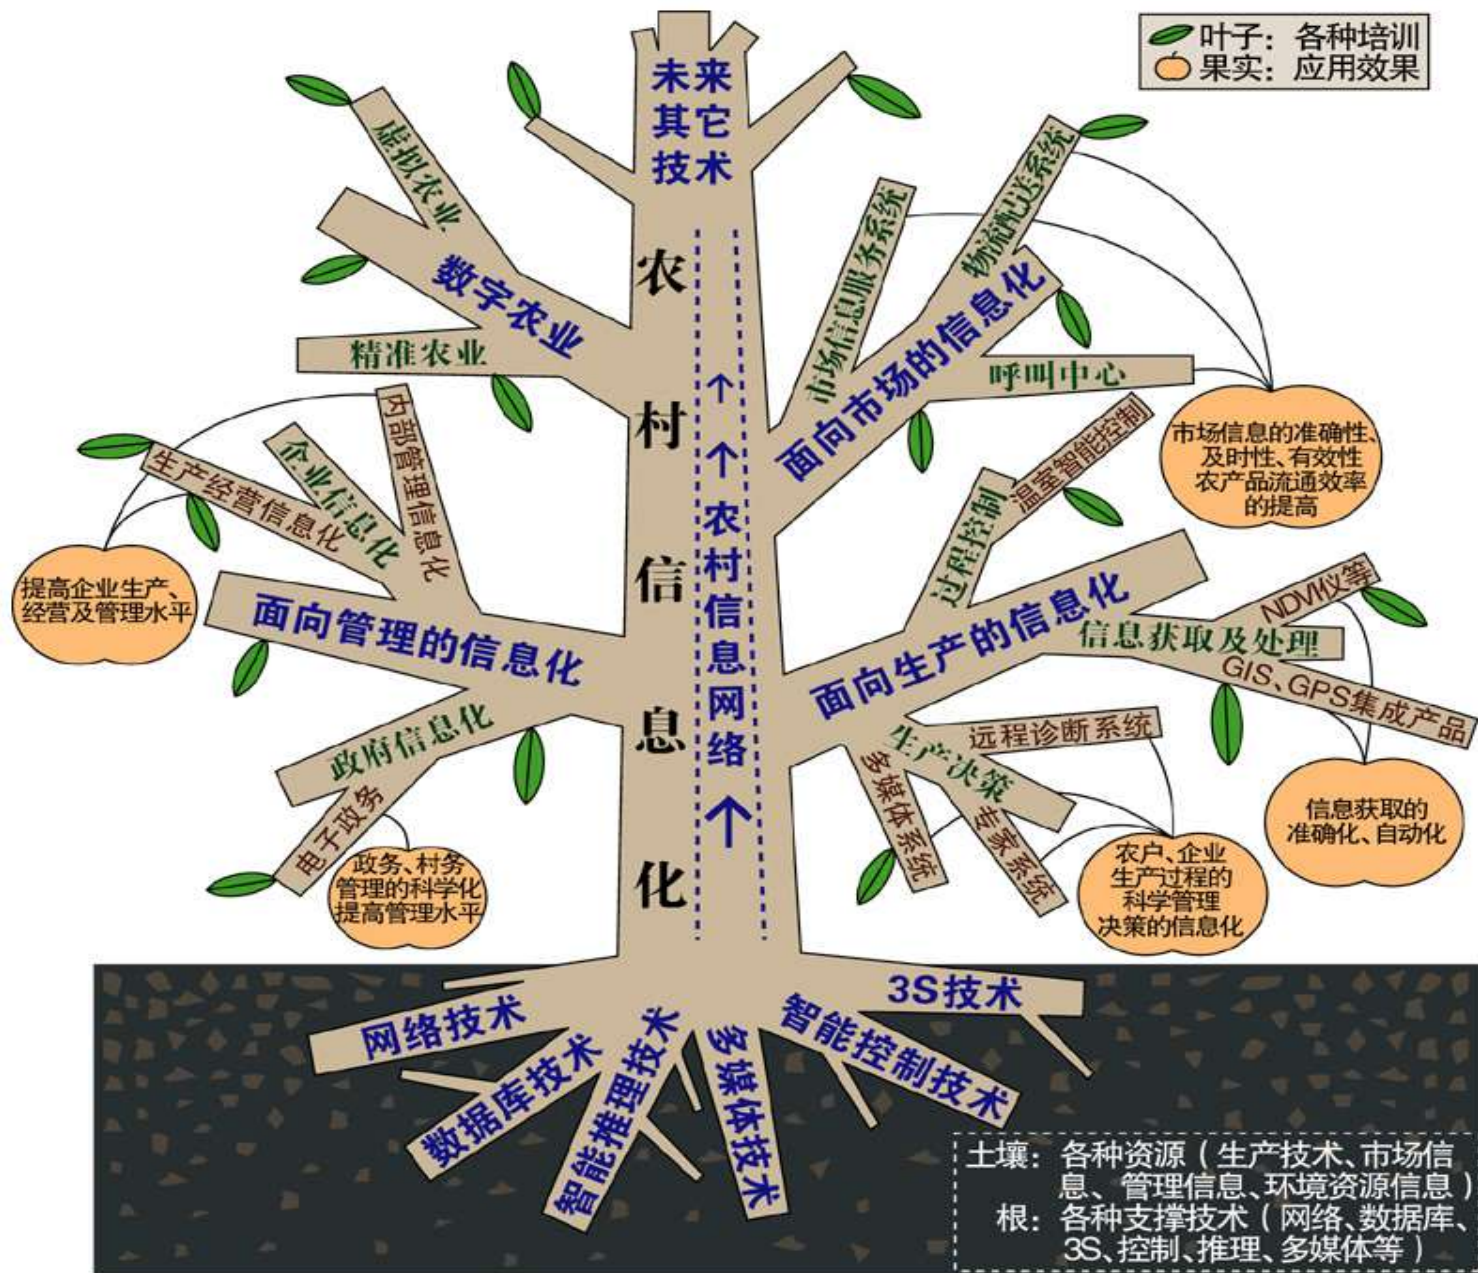 叶子：各种培训
果实：应用效果
未来
其它
技术
农村信息化
农村信息网络
虚拟农业
数字农业
精准农业
物流配送系统
市场信息服务系统
面向市场的信息化
呼叫中心
市场信息的准确性、
及时性、有效性
农产品流通效率
的提高
内部管理信息化
企业信息化
生产经营信息化
提高企业生产、
经营及管理水平
面向管理的信息化
政府信息化
电子政务
政务、村务
管理的科学化
提高管理水平
温室智能控制
过程控制
面向生产的信息化
NDVI仪等
信息获取及处理
GIS、GPS集成产品
信息获取的
准确化、自动化
远程诊断系统
生产决策
多媒体系统
专家系统
农户、企业
生产过程的
科学管理
决策的信息化
网络技术
数据库技术
智能推理技术
多媒体技术
智能控制技术
3S技术
土壤：各种资源（生产技术、市场信
息、管理信息、环境资源信息）
根：各种支撑技术（网络、数据库、
3S、控制、推理、多媒体等）